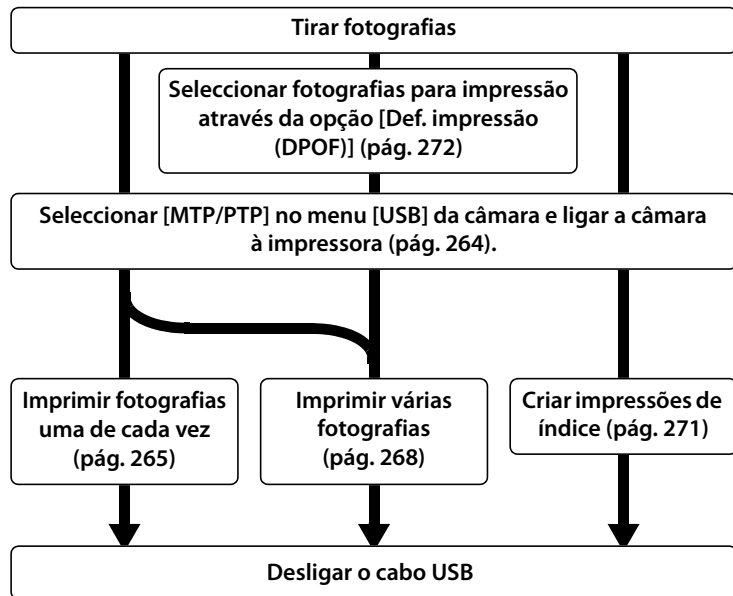 Tirar fotografias
Seleccionar fotografias para impressão
através da opção [Def. impressão
(DPOF)] (pág. 272)
Seleccionar [MTP/PTP] no menu [USB] da câmara e ligar a câmara
à impressora (pág. 264).
Imprimir fotografias
uma de cada vez
(pág. 265)
Imprimir várias
fotografias
(pág. 268)
Criar impressões de
índice (pág. 271)
Desligar o cabo USB